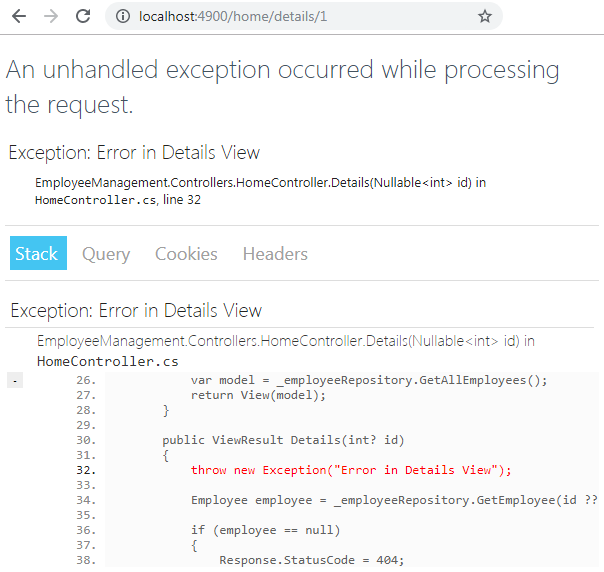 localhost:4900/home/details/1
An unhandled exception occurred while processing
the request.
Exception: Error in Details View
EmployeeManagement.Controllers.HomeController.Details(Nullable<int> id) in
HomeController.cs, line 32
Stack Query Cookies Headers
Exception: Error in Details View
EmployeeManagement.Controllers.HomeController.Details(Nullable<int> id) in
HomeController.cs
- 26. var model = _employeeRepository.GetAllEmployees();
27. return View(model);
28. }
29.
30. public ViewResult Details(int? id)
31. {
32. throw new Exception("Error in Details View");
33.
34. Employee employee = _employeeRepository.GetEmployee(id ??
35.
36. if (employee == null)
37. {
38. Response.StatusCode = 404;